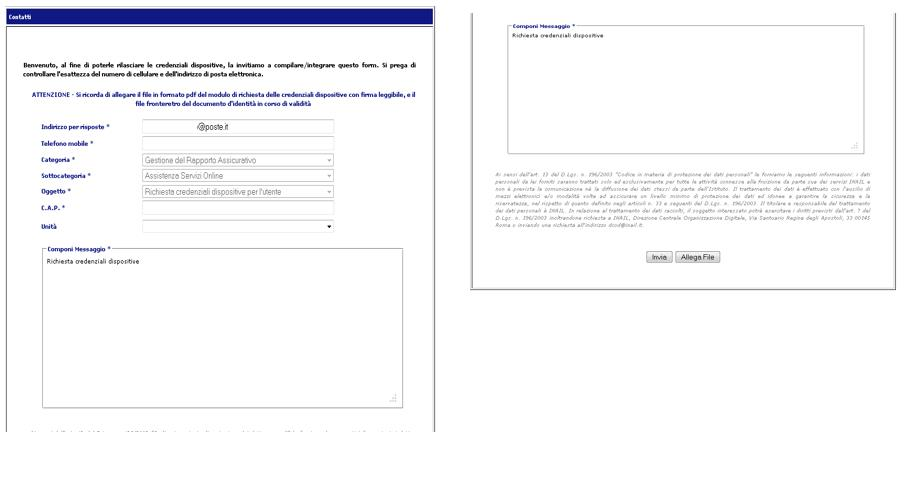 Contatti
Benvenuto, al fine di poterle rilasciare le credenziali dispositive, la invitiamo a compilare/integrare questo form. Si prega di
controllare l'esattezza del numero di cellulare e dell'indirizzo di posta elettronica.
ATTENZIONE - Si ricorda di allegare il file in formato pdf del modulo di richiesta delle credenziali dispositive con firma leggibile, e il
file fronteretro del documento d'identità in corso di validità
Indirizzo per risposte * @poste.it
Telefono mobile *
Categoria * Gestione del Rapporto Assicurativo
Sottocategoria * Assistenza Servizi Online
Oggetto * Richiesta credenziali dispositive per l'utente
C.A.P. *
Unità
Componi Messaggio *
Richiesta credenziali dispositive
Componi Messaggio *
Richiesta credenziali dispositive
Ai sensi dell'art. 13 del D.Lgs. n. 196/2003 "Codice in materia di protezione dei dati personali" le forniamo le seguenti informazioni: i dati
personali da lei forniti saranno trattati solo ed esclusivamente per tutte le attività connesse alla fruizione da parte sua dei servizi INAIL e
non è prevista la comunicazione nè la diffusione dei dati stessi da parte dell'Istituto. Il trattamento dei dati è effettuato con l'ausilio di
mezzi elettronici e/o modalità volte ad assicurare un livello minimo di protezione dei dati ed idonee a garantire la sicurezza e la
riservatezza, nel rispetto di quanto definito negli articoli n. 33 e seguenti del D.Lgs. n. 196/2003. Il titolare e responsabile del trattamento
dei dati personali è INAIL. In relazione al trattamento dei dati raccolti, il soggetto interessato potrà esercitare i diritti previsti dall'art. 7 del
D.Lgs. n. 196/2003 inoltrandone richiesta a INAIL, Direzione Centrale Organizzazione Digitale, Via Santuario Regina degli Apostoli, 33 00145
Roma o inviando una richiesta all'indirizzo dcod@inail.it.
Invia Allega File